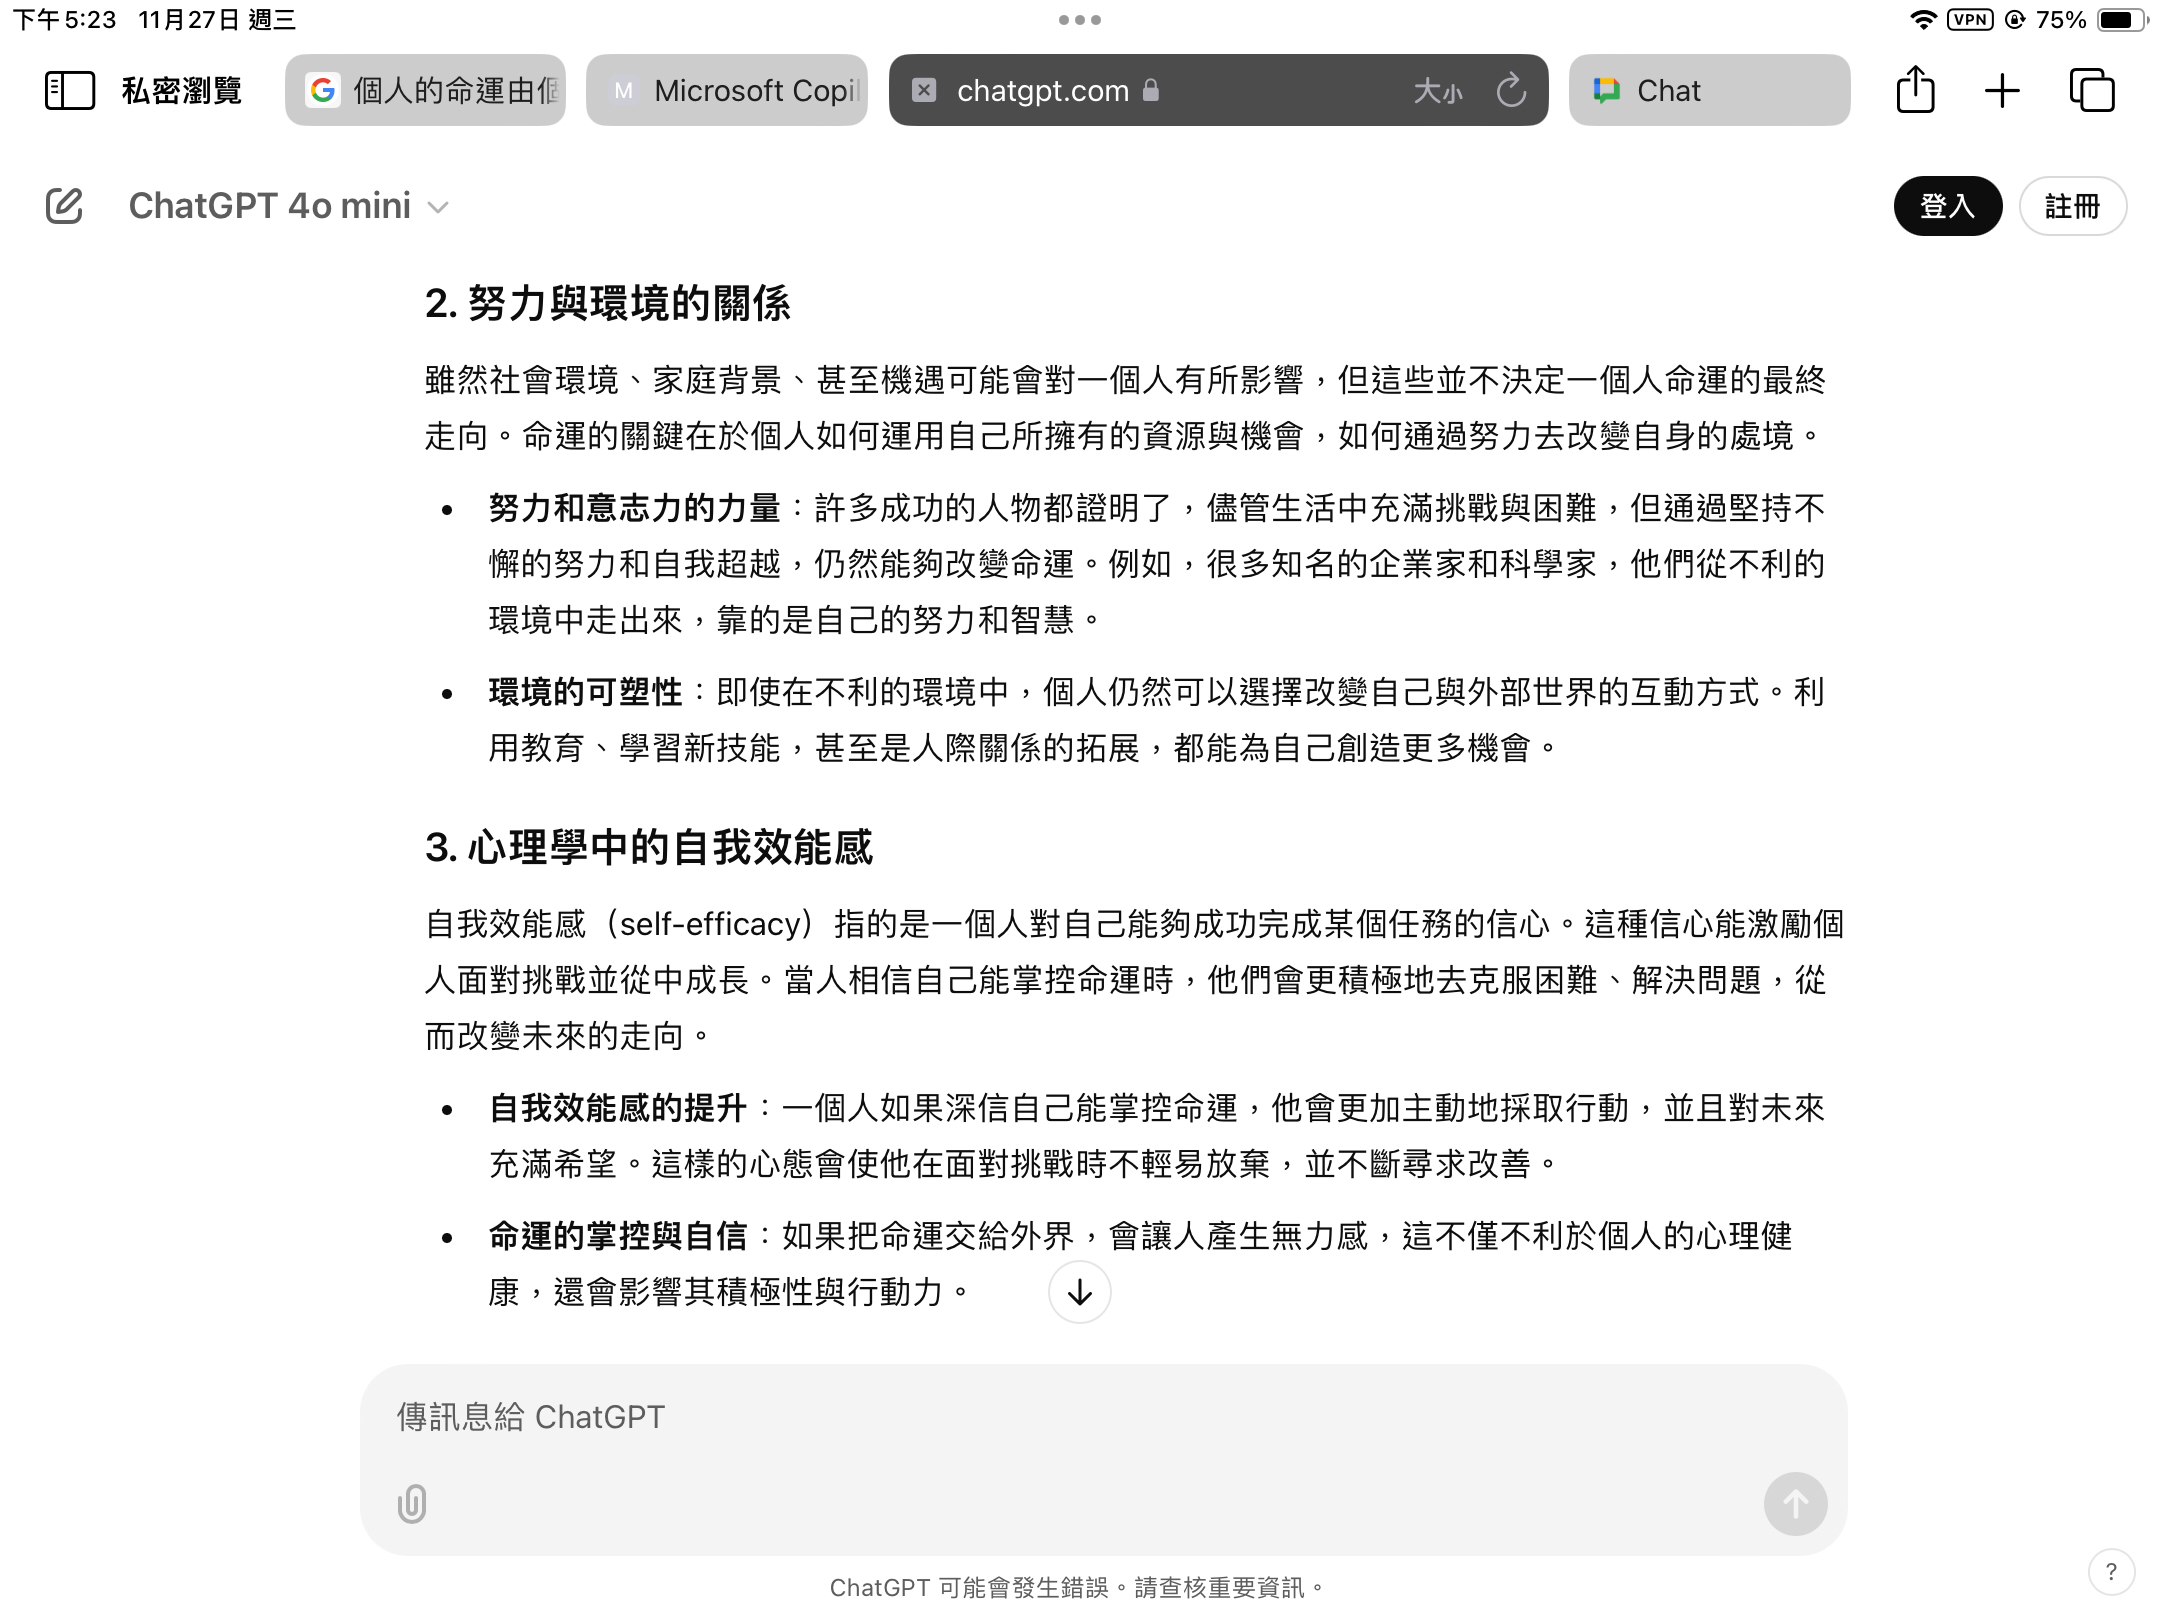 下午5:23 11月27日 週三
VPN 75%
私密瀏覽
個人的命運由
M Microsoft Copil
chatgpt.com
大小
Chat
ChatGPT 4o mini
登入
註冊
2. 努力與環境的關係
雖然社會環境、家庭背景、甚至機遇可能會對一個人有所影響，但這些並不決定一個人命運的最終
走向。命運的關鍵在於個人如何運用自己所擁有的資源與機會，如何通過努力去改變自身的處境。
• 努力和意志力的力量：許多成功的人物都證明了，儘管生活中充滿挑戰與困難，但通過堅持不
懈的努力和自我超越，仍然能夠改變命運。例如，很多知名的企業家和科學家，他們從不利的
環境中走出來，靠的是自己的努力和智慧。
• 環境的可塑性：即使在不利的環境中，個人仍然可以選擇改變自己與外部世界的互動方式。利
用教育、學習新技能，甚至是人際關係的拓展，都能為自己創造更多機會。
3. 心理學中的自我效能感
自我效能感（self-efficacy）指的是一個人對自己能夠成功完成某個任務的信心。這種信心能激勵個
人面對挑戰並從中成長。當人相信自己能掌控命運時，他們會更積極地去克服困難、解決問題，從
而改變未來的走向。
• 自我效能感的提升：一個人如果深信自己能掌控命運，他會更加主動地採取行動，並且對未來
充滿希望。這樣的心態會使他在面對挑戰時不輕易放棄，並不斷尋求改善。
• 命運的掌控與自信：如果把命運交給外界，會讓人產生無力感，這不僅不利於個人的心理健
康，還會影響其積極性與行動力。
傳訊息給 ChatGPT
ChatGPT 可能會發生錯誤。請查核重要資訊。
?